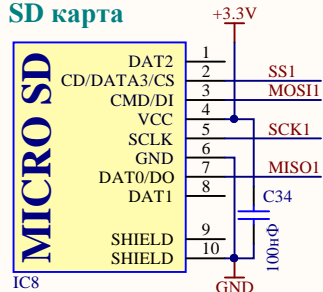 SD карта
+3.3V
MICRO SD
DAT2 1
CD/DATA3/CS 2 SS1
CMD/DI 3 MOSI1
VCC 4
SCLK 5 SCK1
GND 6
DAT0/DO 7 MISO1
DAT1 8
C34
100нФ
SHIELD 9
SHIELD 10
IC8
GND